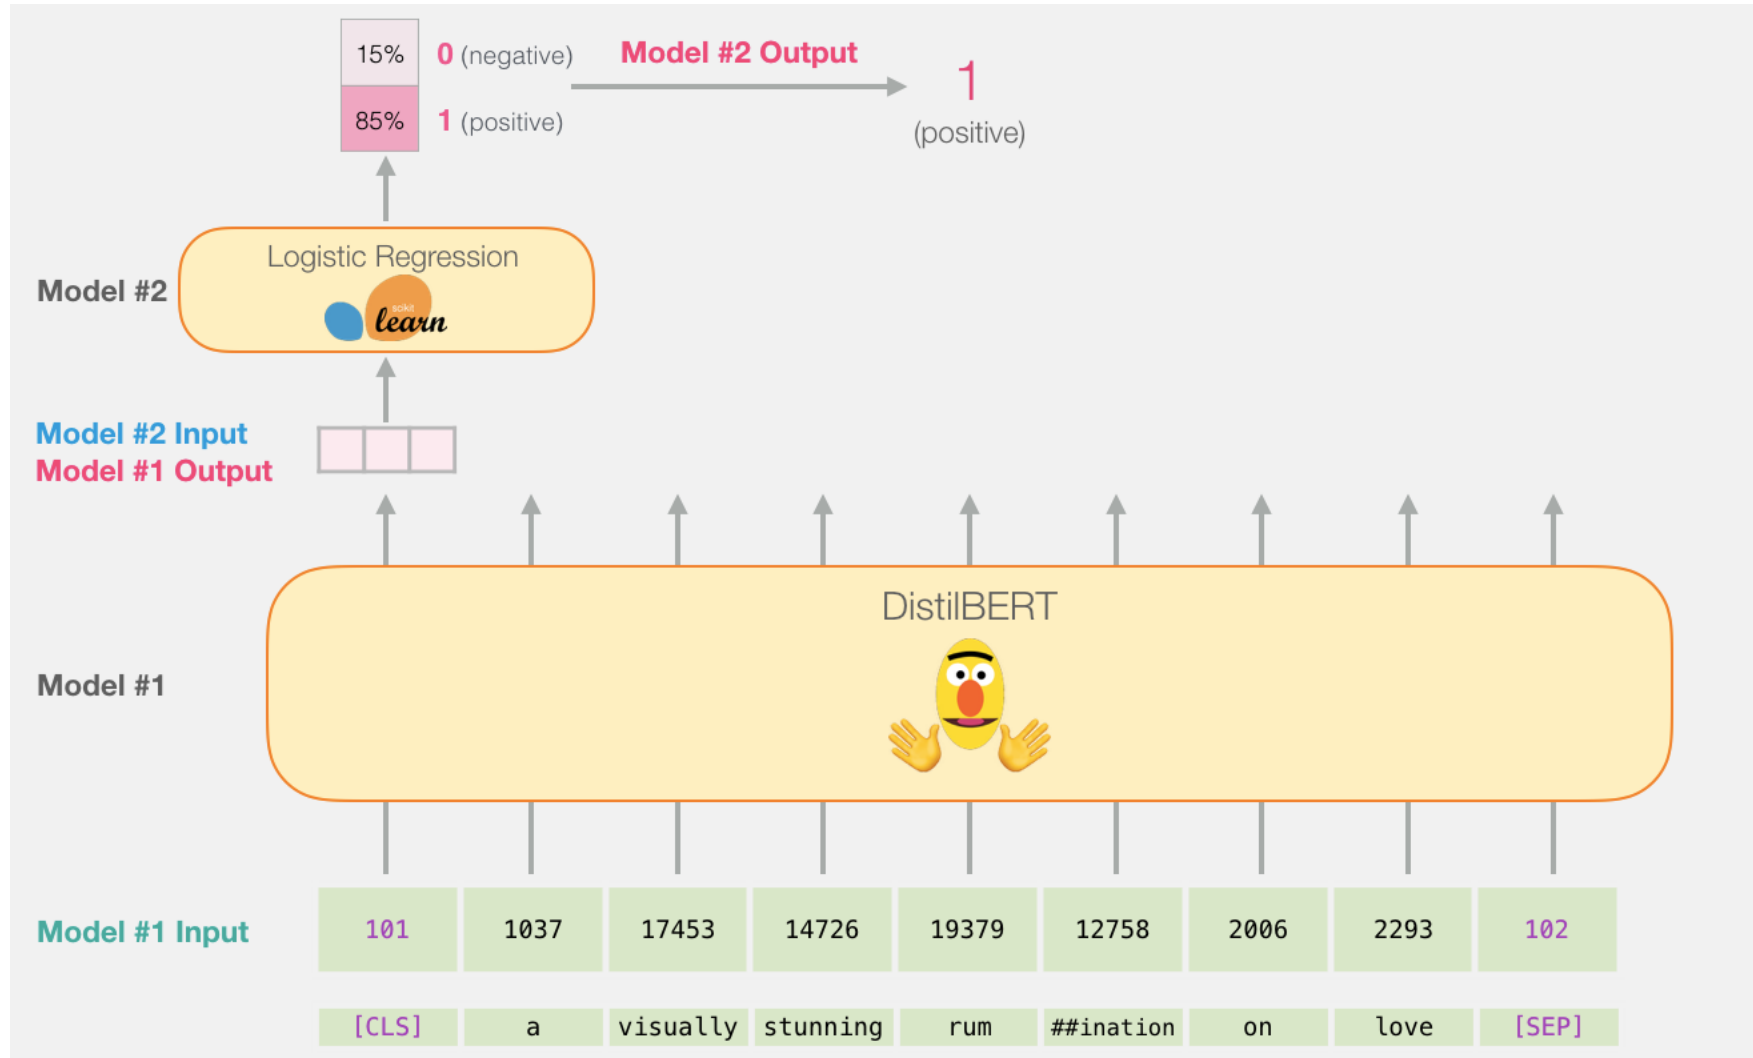 15% 0 (negative) Model #2 Output 1
85% 1 (positive) (positive)
Logistic Regression
Model #2
scikit
learn
Model #2 Input
Model #1 Output
DistilBERT
Model #1
Model #1 Input 101 1037 17453 14726 19379 12758 2006 2293 102
[CLS] a visually stunning rum ##ination on love [SEP]